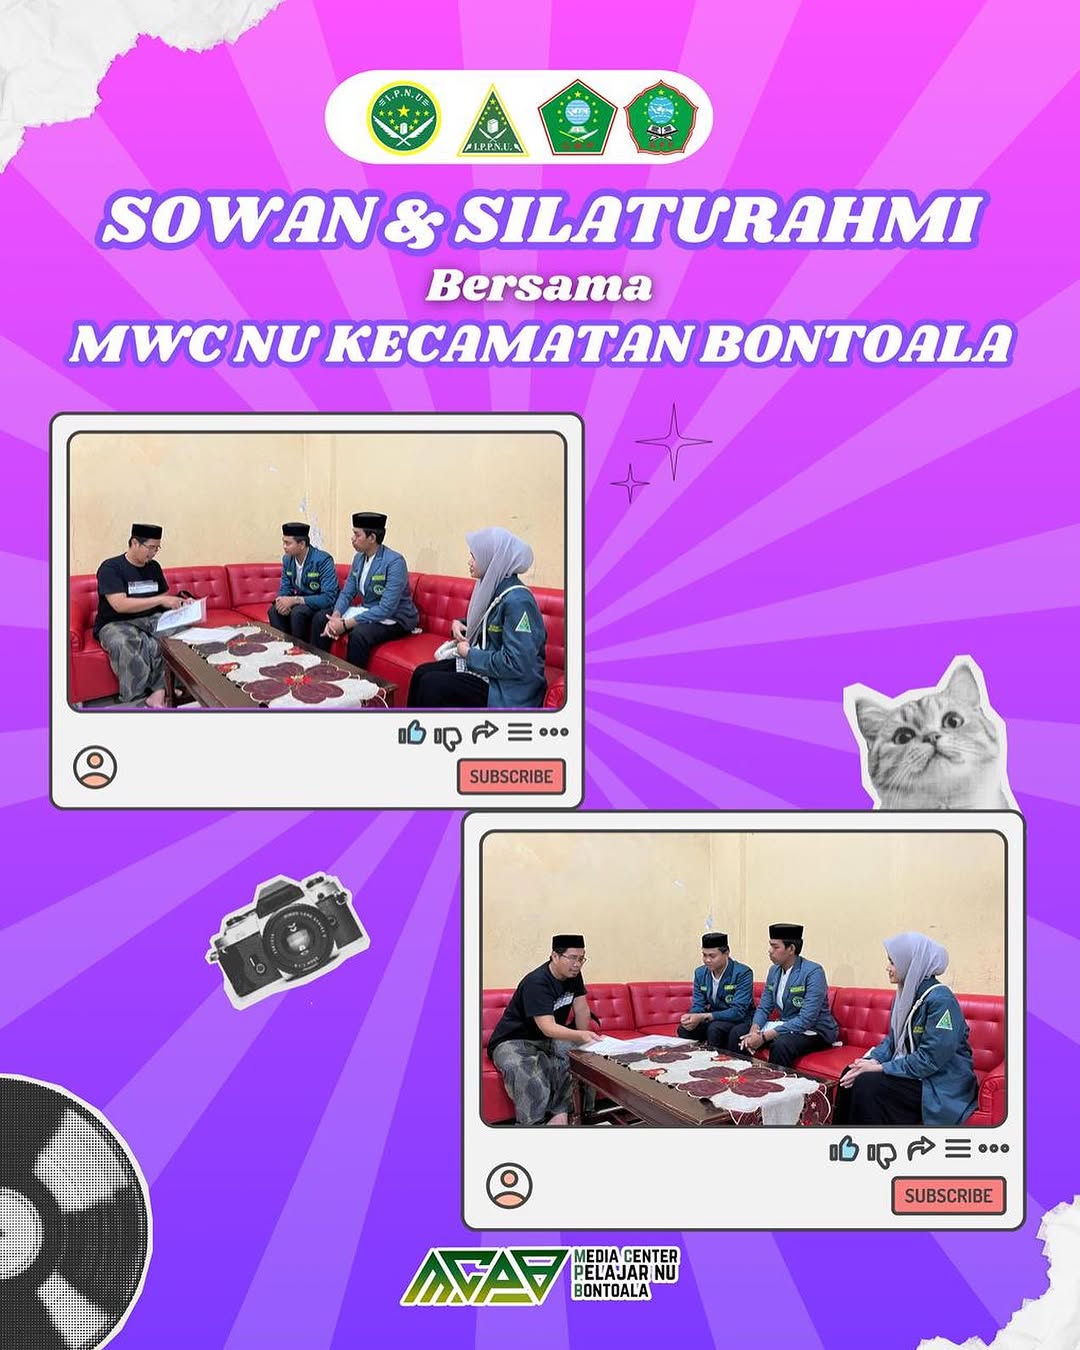 I.P.N.U
I.P.P.N.U.
SOWAN & SILATURAHMI
Bersama
MWC NU KECAMATAN BONTOALA
SUBSCRIBE
SUBSCRIBE
MCPB
MEDIA CENTER
PELAJAR NU
BONTOALA